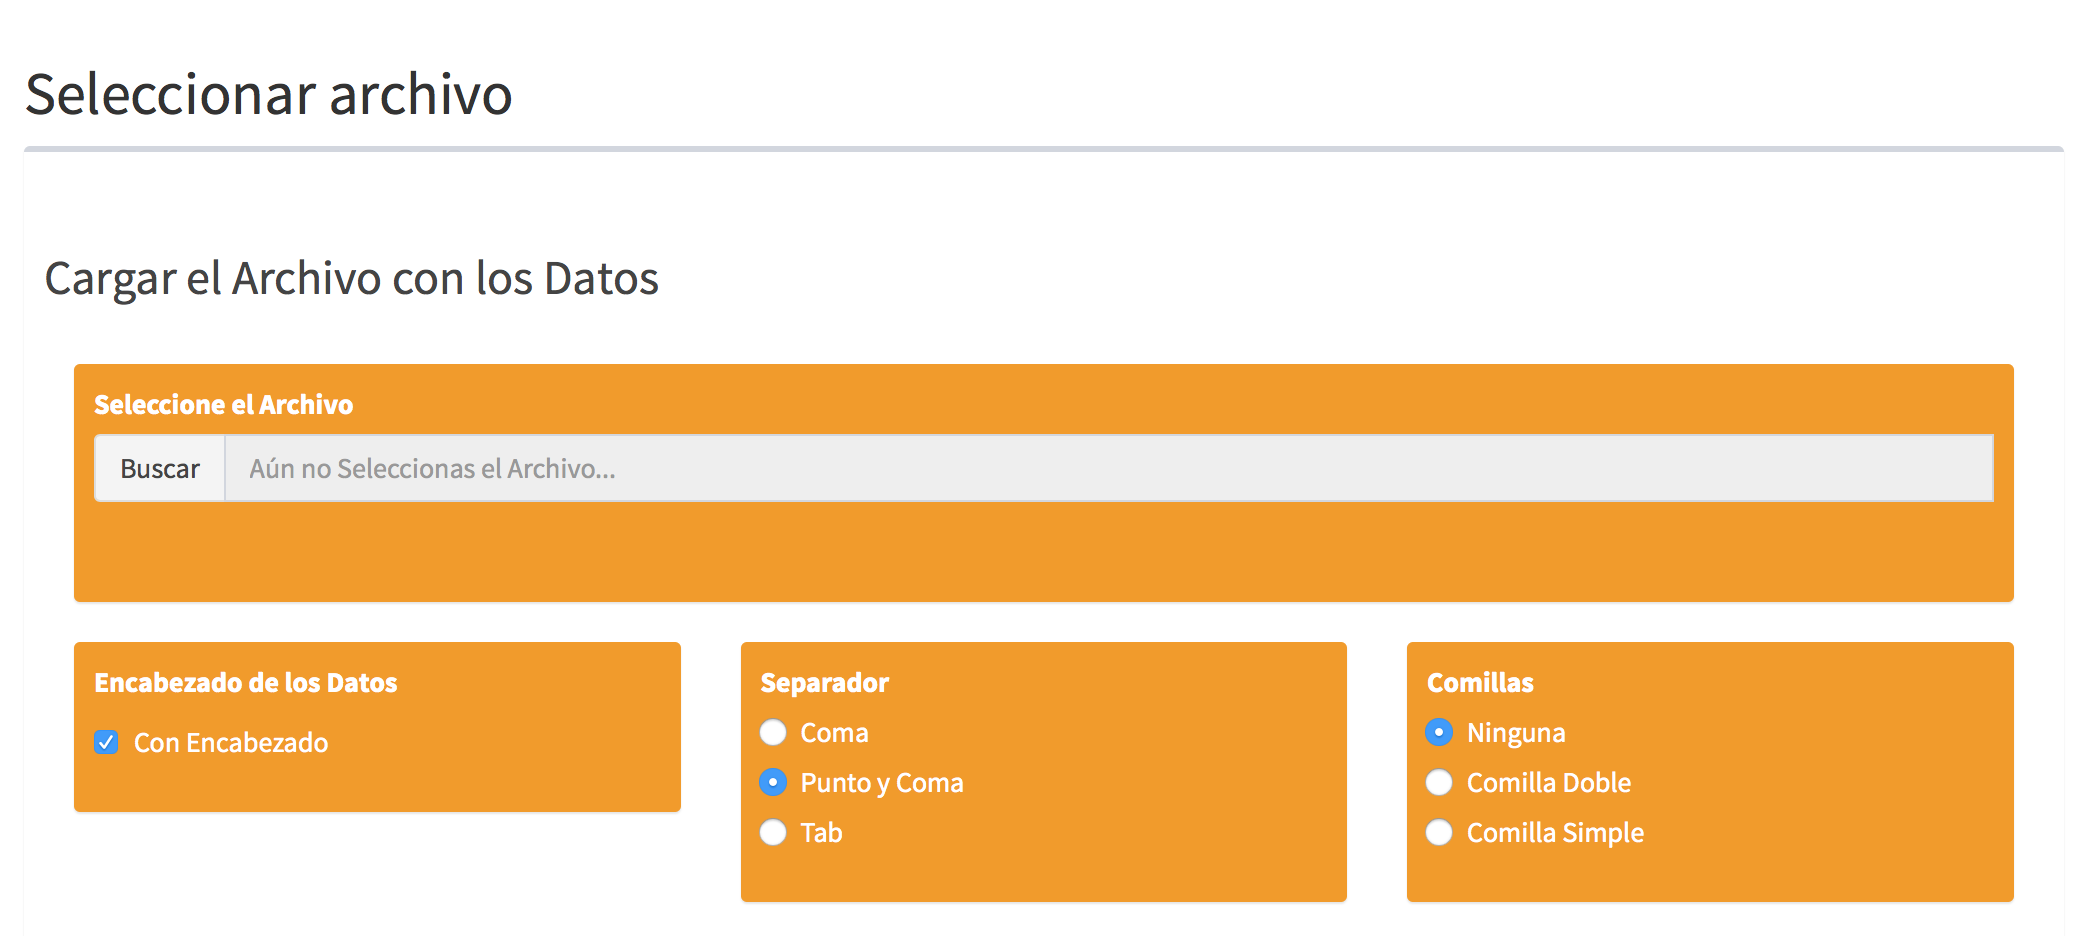 Seleccionar archivo
Cargar el Archivo con los Datos
Seleccione el Archivo
Buscar
Aún no Seleccionas el Archivo...
Encabezado de los Datos
Con Encabezado
Separador
Coma
Punto y Coma
Tab
Comillas
Ninguna
Comilla Doble
Comilla Simple